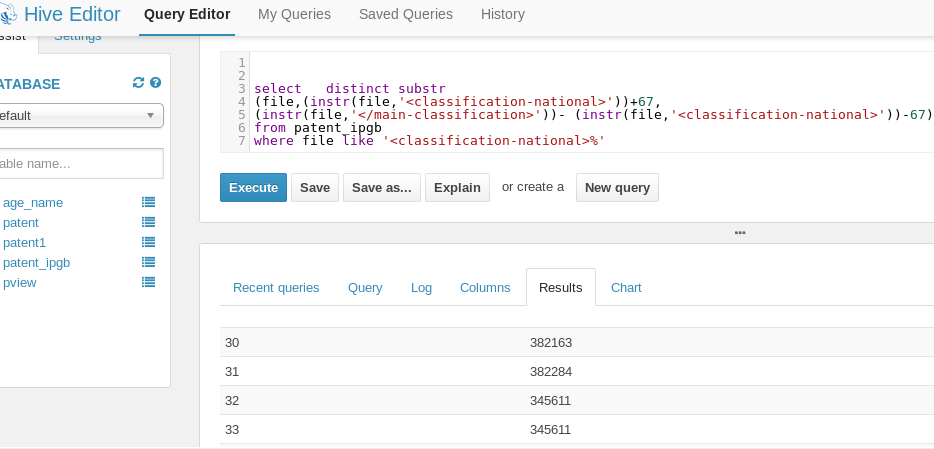 Hive Editor Query Editor My Queries Saved Queries History
Settings
ATABASE
efault
able name...
age_name
patent
patent1
patent_ipgb
pview
1
2
3 select   distinct substr
4 (file,(instr(file,'<classification-national>'))+67,
5 (instr(file,'</main-classification>'))- (instr(file,'<classification-national>'))-67)
6 from patent_ipgb
7 where file like '<classification-national>%'
Execute Save Save as... Explain or create a New query
Recent queries Query Log Columns Results Chart
30 382163
31 382284
32 345611
33 345611